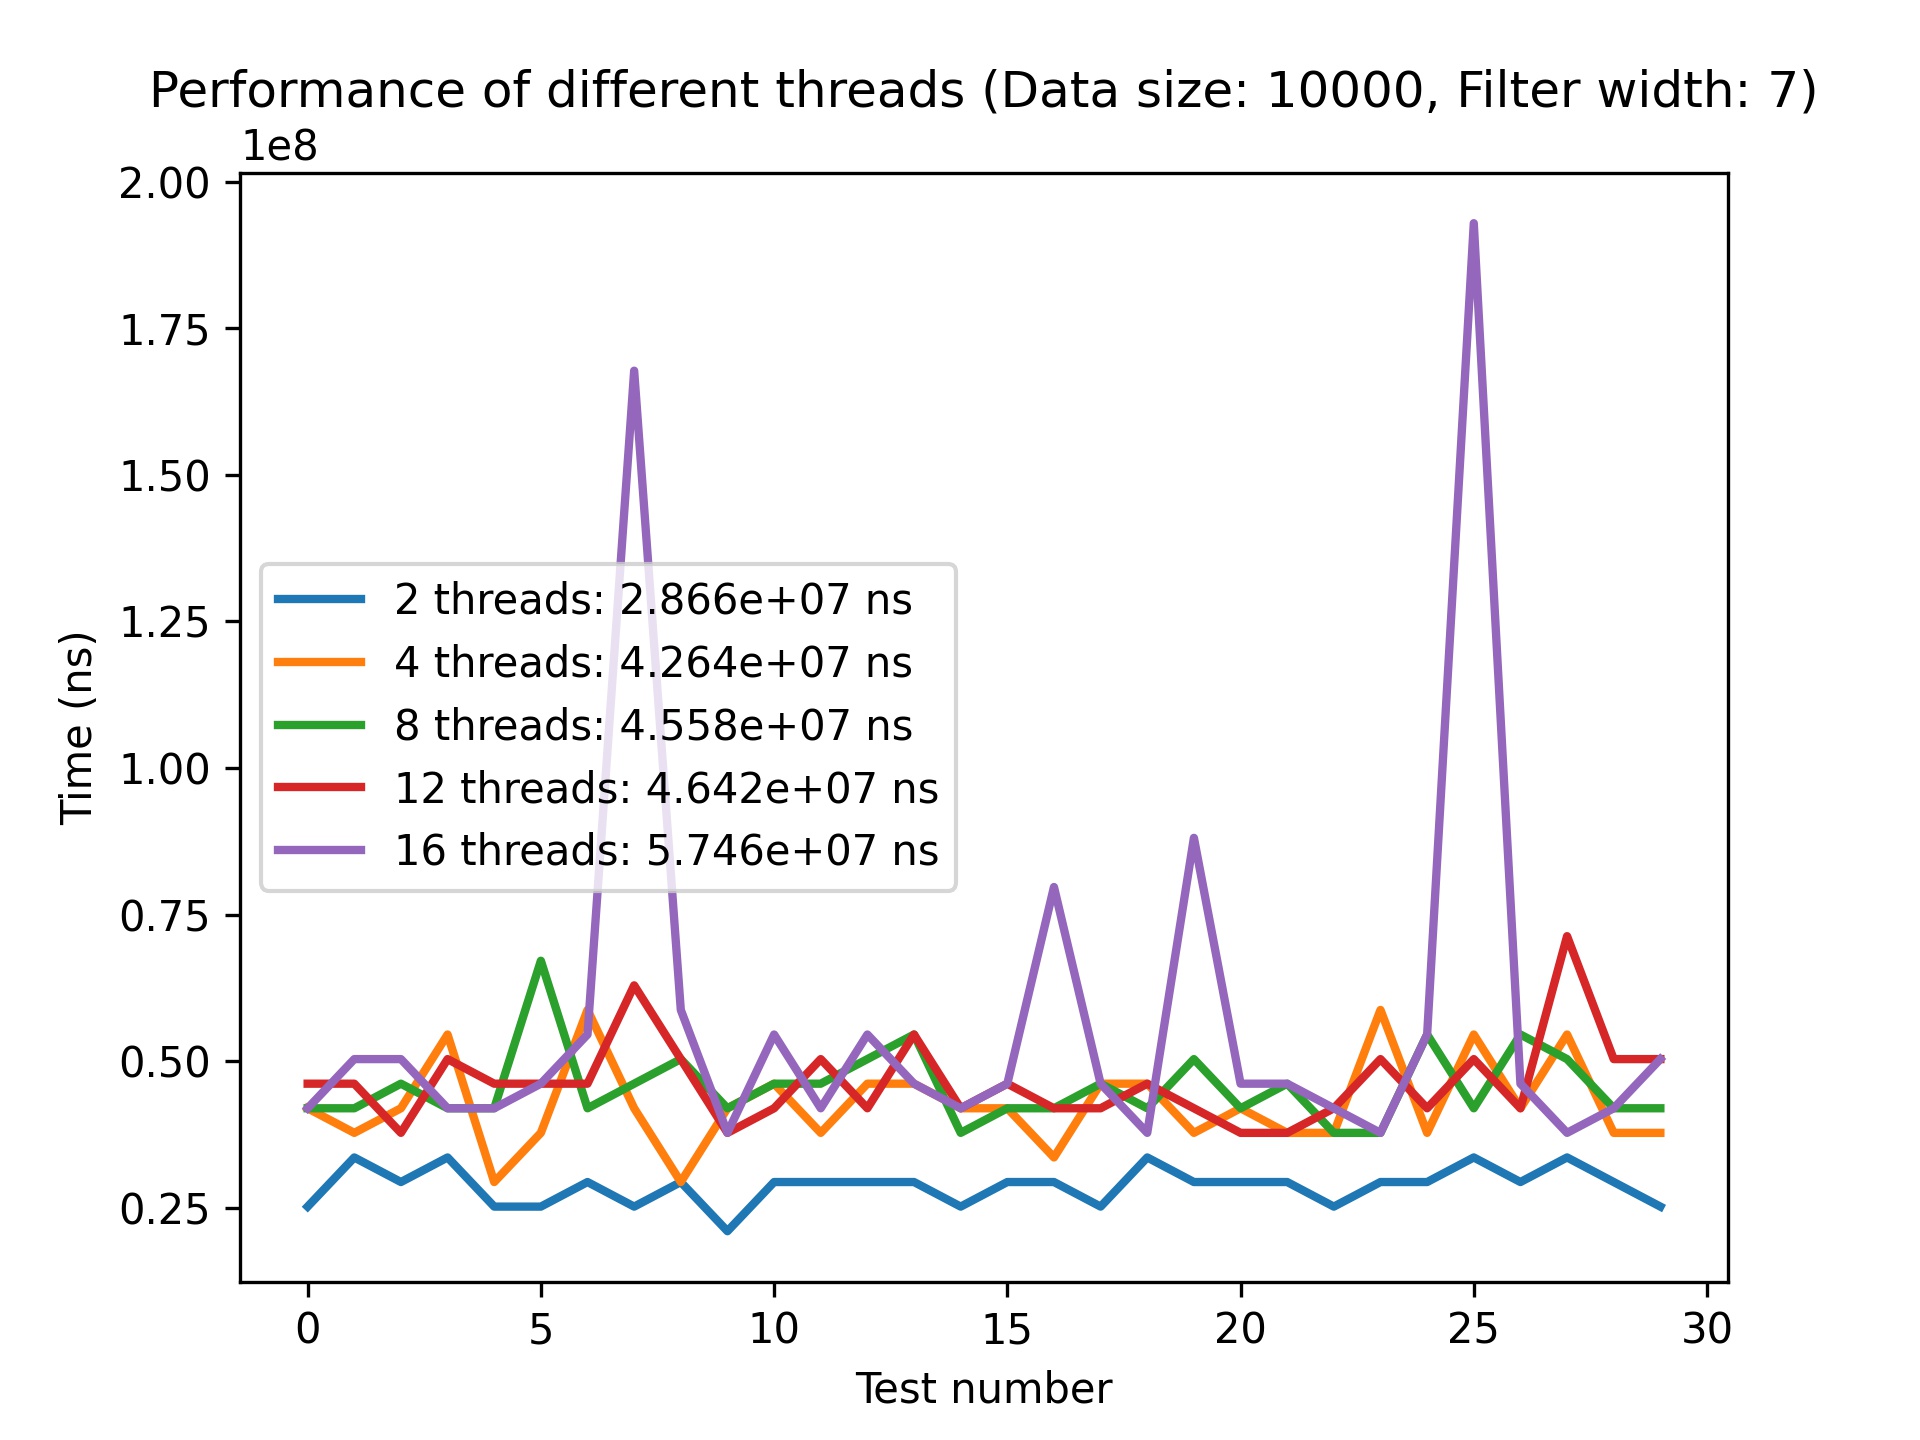 Performance of different threads (Data size: 10000, Filter width: 7)
1e8
2.00
1.75
1.50
1.25
1.00
0.75
0.50
0.25
Time (ns)
2 threads: 2.866e+07 ns
4 threads: 4.264e+07 ns
8 threads: 4.558e+07 ns
12 threads: 4.642e+07 ns
16 threads: 5.746e+07 ns
0 5 10 15 20 25 30
Test number